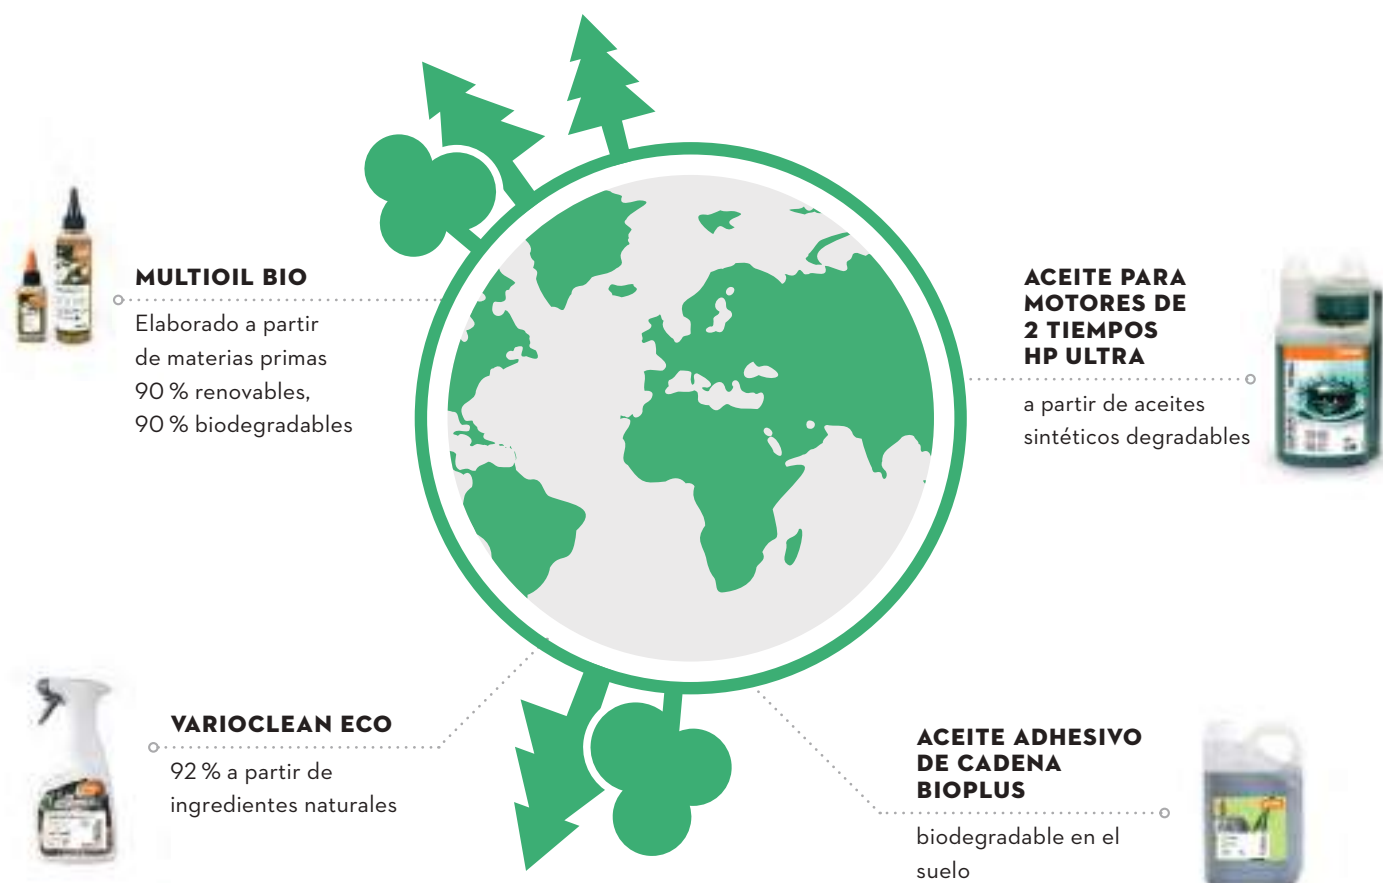 MULTIOIL BIO
Elaborado a partir
de materias primas
90 % renovables,
90 % biodegradables
ACEITE PARA
MOTORES DE
2 TIEMPOS
HP ULTRA
a partir de aceites
sintéticos degradables
VARIOCLEAN ECO
92 % a partir de
ingredientes naturales
ACEITE ADHESIVO
DE CADENA
BIOPLUS
biodegradable en el
suelo